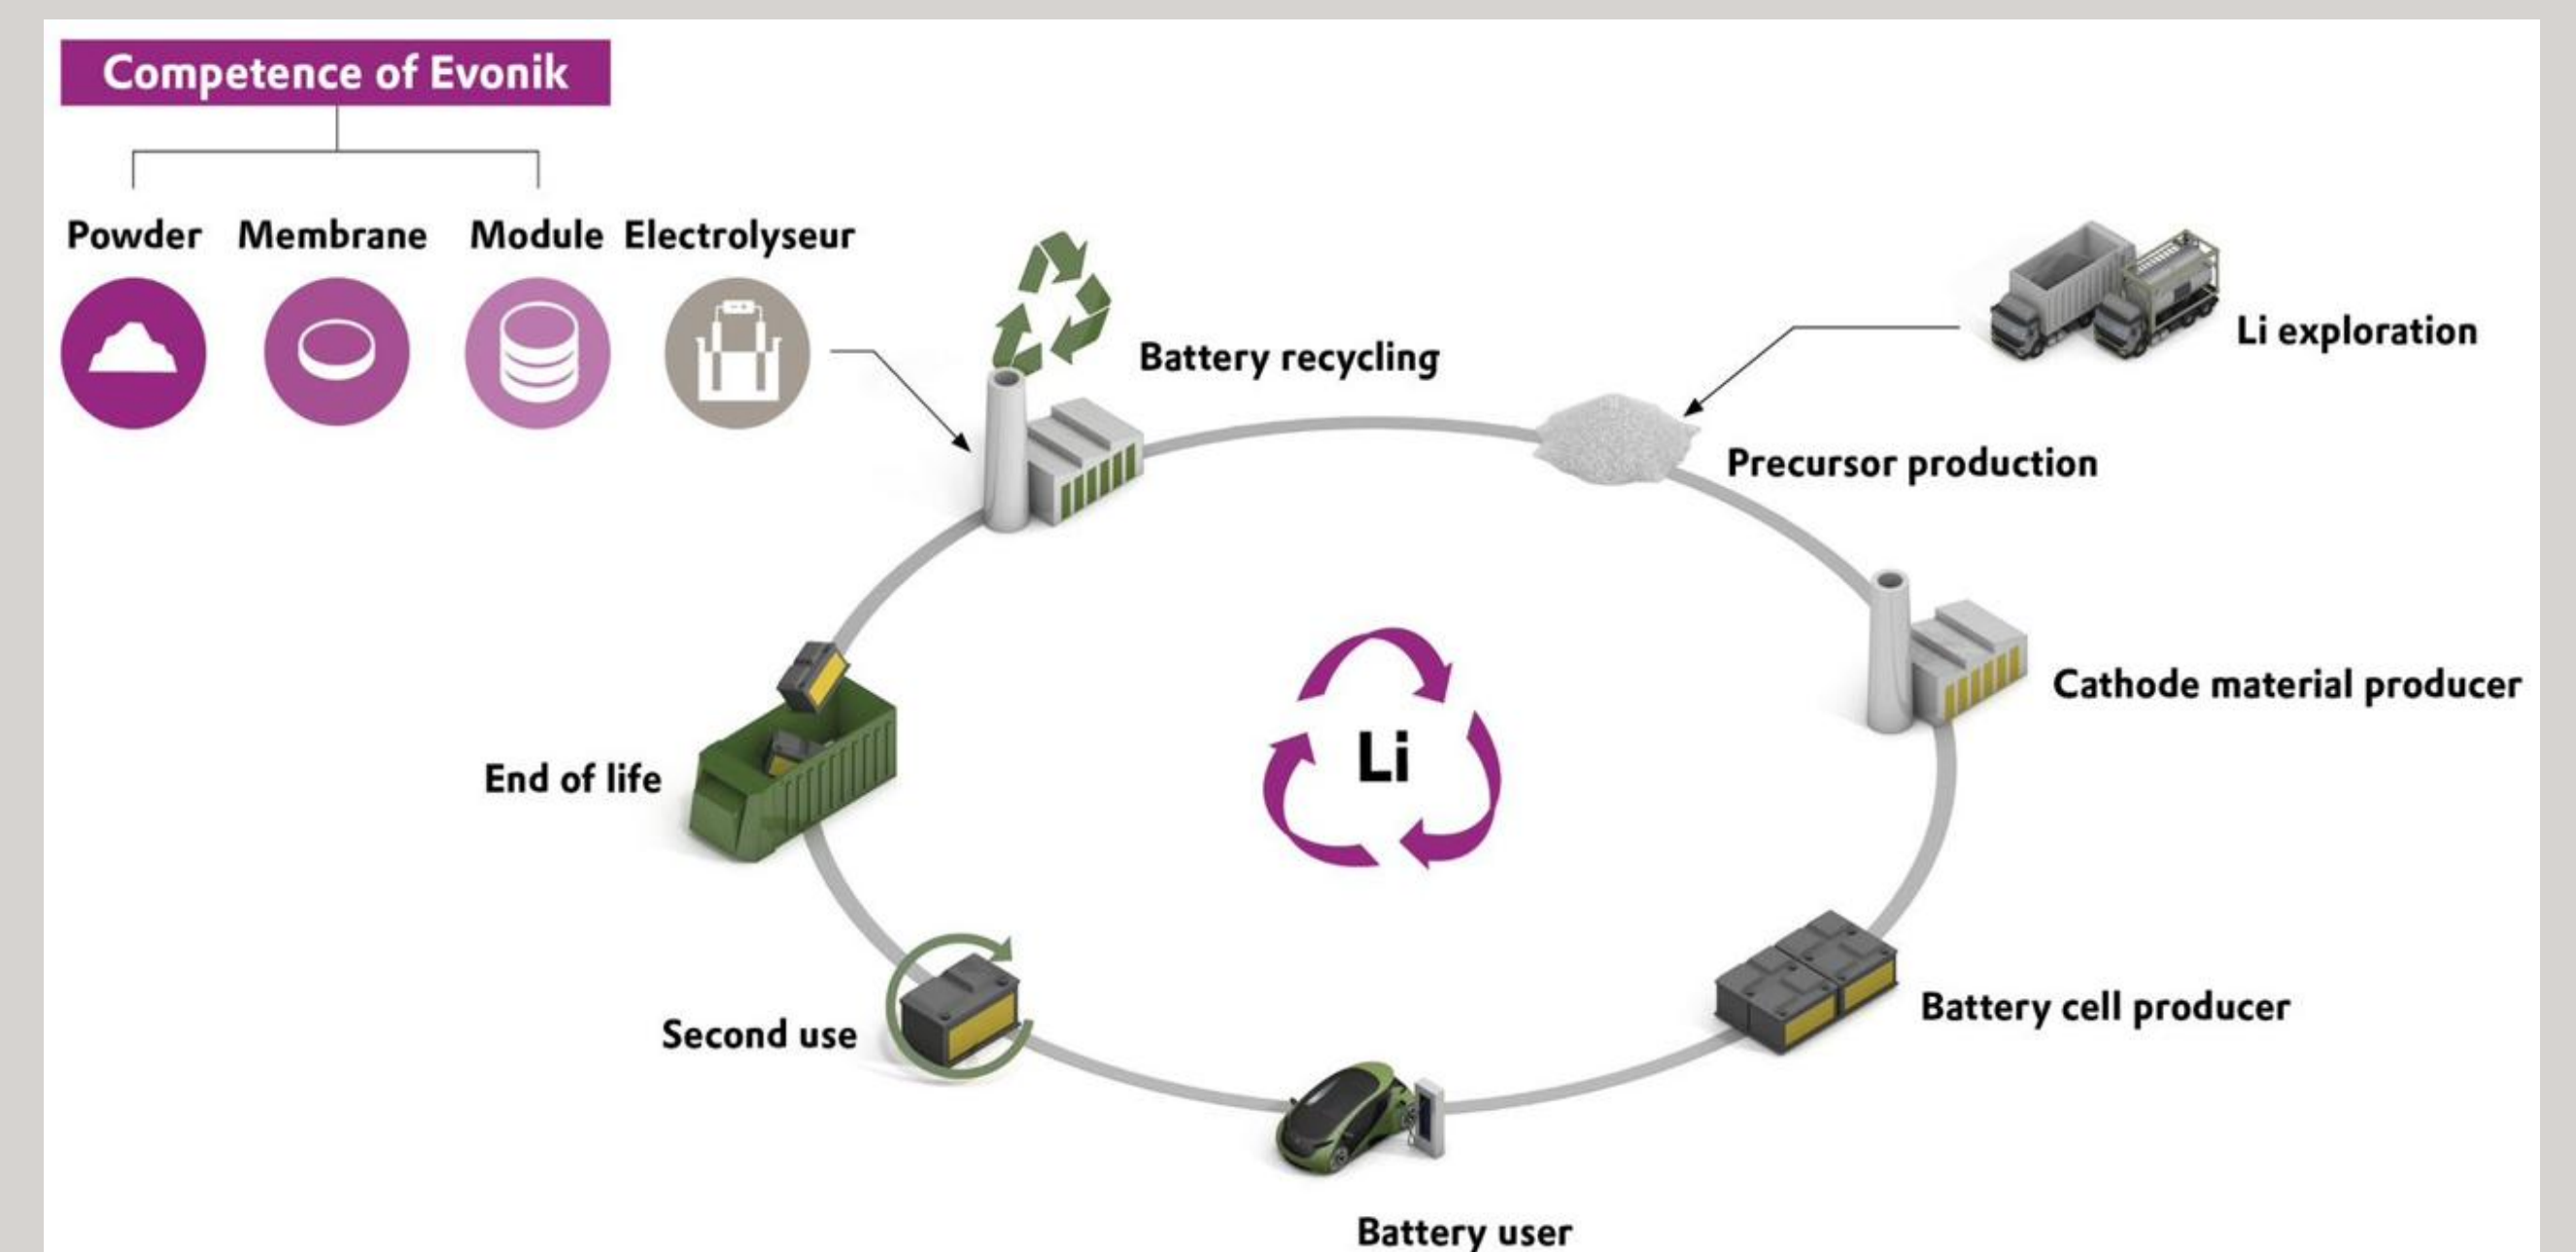 Competence of Evonik
Powder Membrane Module Electrolyseur
Battery recycling
Li exploration
Precursor production
Cathode material producer
Li
End of life
Battery cell producer
Second use
Battery user